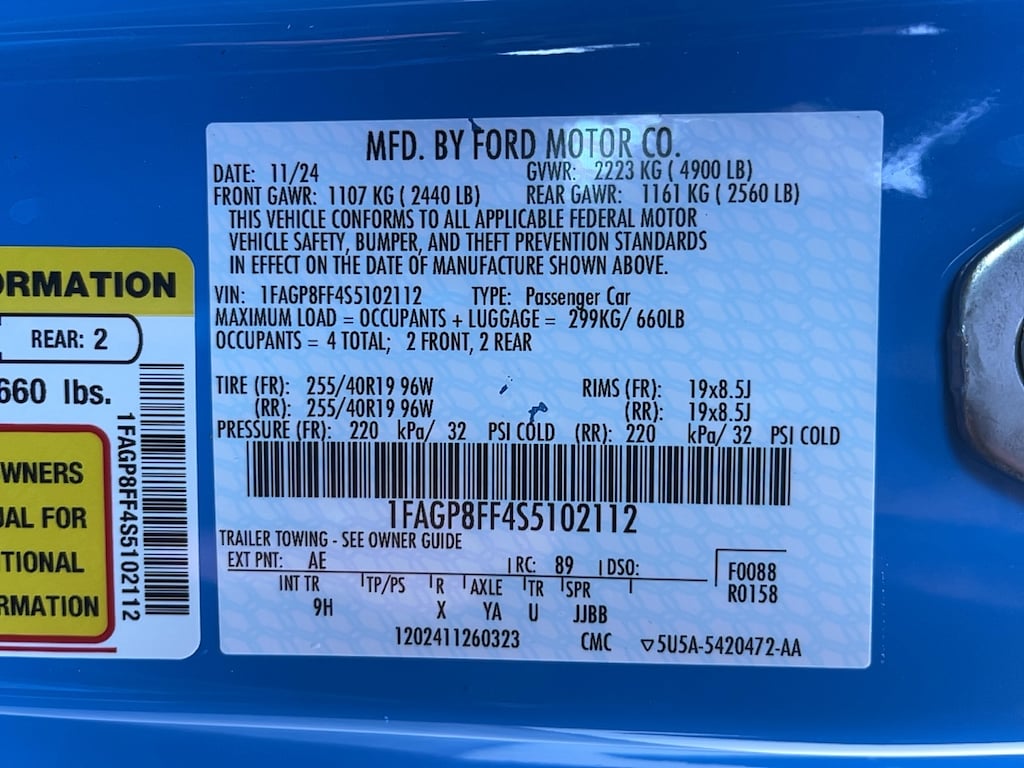 MFD. BY FORD MOTOR CO.
DATE: 11/24 GVWR: 2223 KG ( 4900 LB)
FRONT GAWR: 1107 KG ( 2440 LB) REAR GAWR: 1161 KG ( 2560 LB)
THIS VEHICLE CONFORMS TO ALL APPLICABLE FEDERAL MOTOR
VEHICLE SAFETY, BUMPER, AND THEFT PREVENTION STANDARDS
IN EFFECT ON THE DATE OF MANUFACTURE SHOWN ABOVE.
VIN: 1FAGP8FF4S5102112 TYPE: Passenger Car
MAXIMUM LOAD = OCCUPANTS + LUGGAGE = 299KG/ 660LB
OCCUPANTS = 4 TOTAL; 2 FRONT, 2 REAR
TIRE (FR): 255/40R19 96W RIMS (FR): 19x8.5J
(RR): 255/40R19 96W (RR): 19x8.5J
PRESSURE (FR): 220 kPa/ 32 PSI COLD (RR): 220 kPa/ 32 PSI COLD
1FAGP8FF4S5102112
TRAILER TOWING - SEE OWNER GUIDE
EXT PNT: AE RC: 89 DSO:
INT TR TP/PS R AXLE TR SPR
9H X YA U JJBB
F0088
R0158
1202411260323 CMC ▽5U5A-5420472-AA
ORMATION
REAR: 2
660 lbs.
1FAGP8FF4S5102112
OWNERS
UAL FOR
TIONAL
RMATION